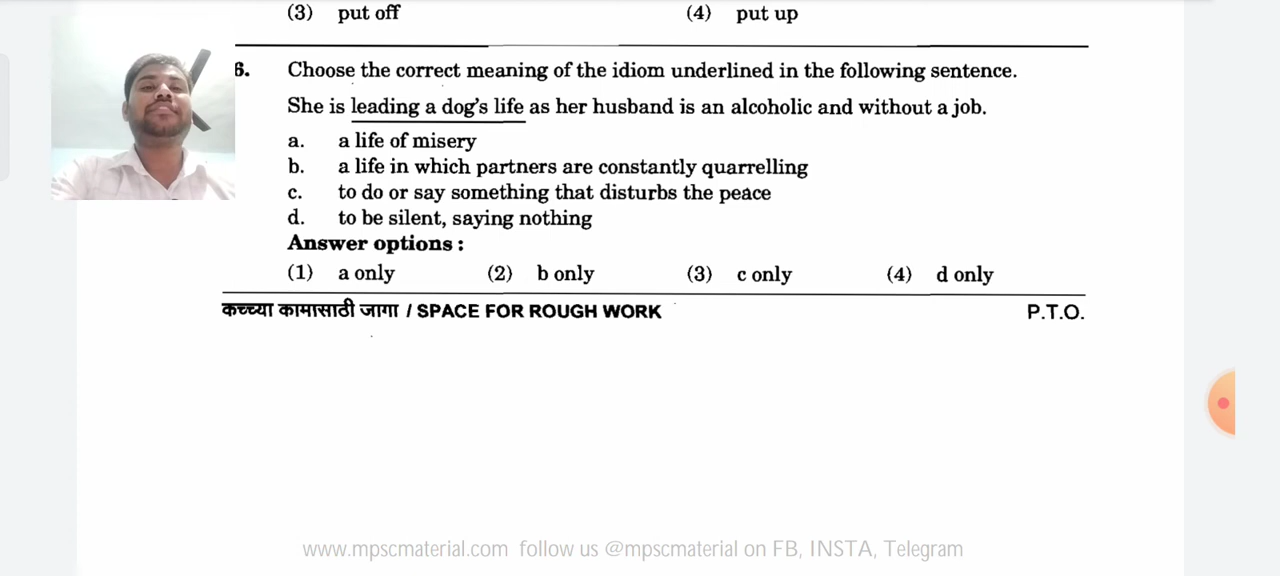 (3) put off (4) put up
6. Choose the correct meaning of the idiom underlined in the following sentence.
She is leading a dog's life as her husband is an alcoholic and without a job.
a. a life of misery
b. a life in which partners are constantly quarrelling
c. to do or say something that disturbs the peace
d. to be silent, saying nothing
Answer options :
(1) a only (2) b only (3) c only (4) d only
कच्च्या कामासाठी जागा / SPACE FOR ROUGH WORK P.T.O.
www.mpscmaterial.com follow us @mpscmaterial on FB, INSTA, Telegram